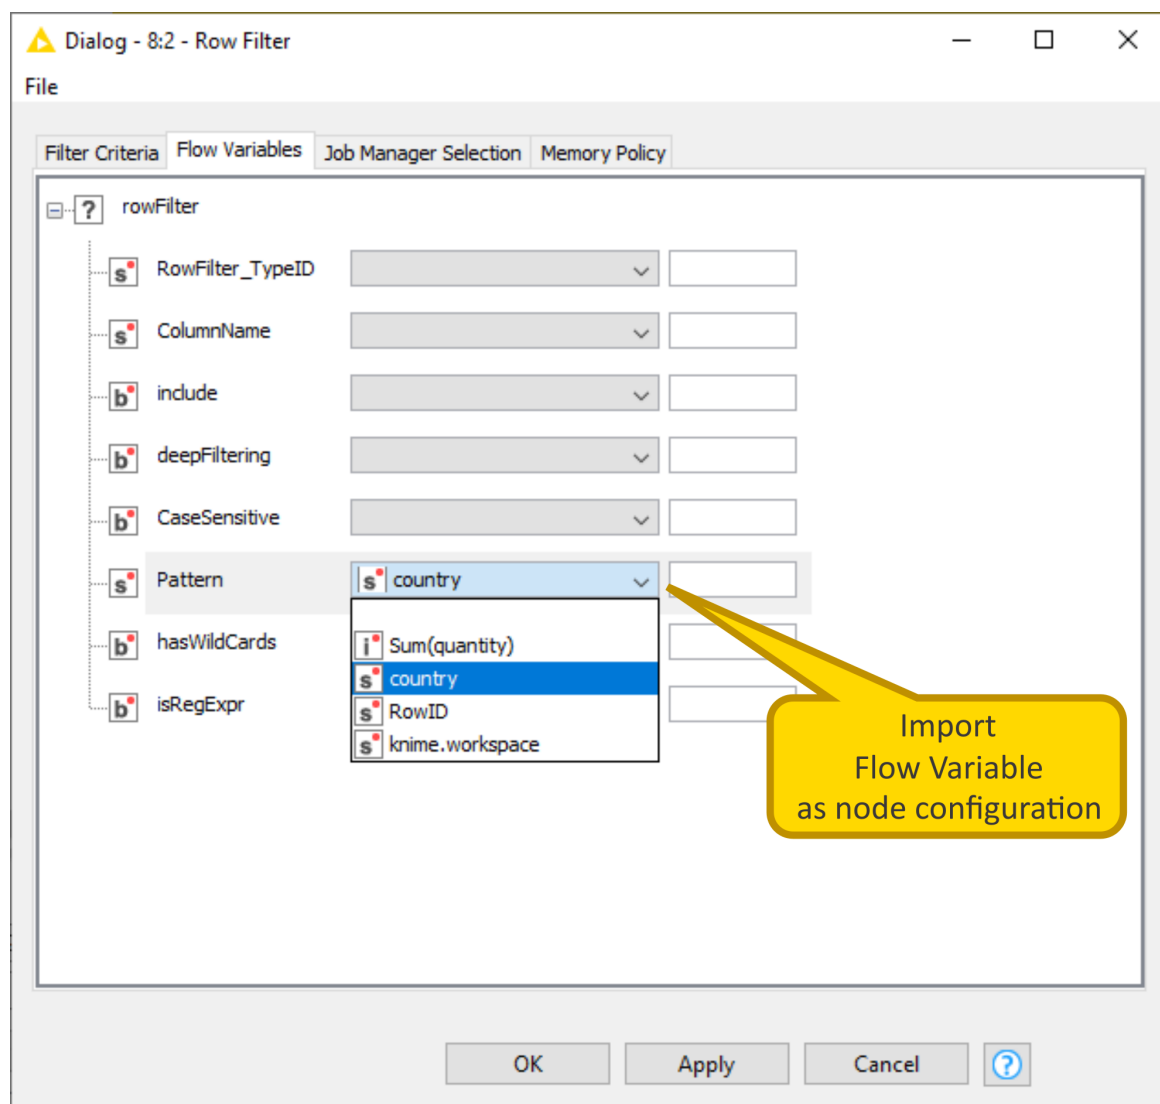 Dialog - 8:2 - Row Filter
File
Filter Criteria Flow Variables Job Manager Selection Memory Policy
? rowFilter
s RowFilter_TypeID
s ColumnName
b include
b deepFiltering
b CaseSensitive
s Pattern s country
b hasWildCards
i Sum(quantity)
s country
b isRegExpr
s RowID
s knime.workspace
Import
Flow Variable
as node configuration
OK Apply Cancel ?